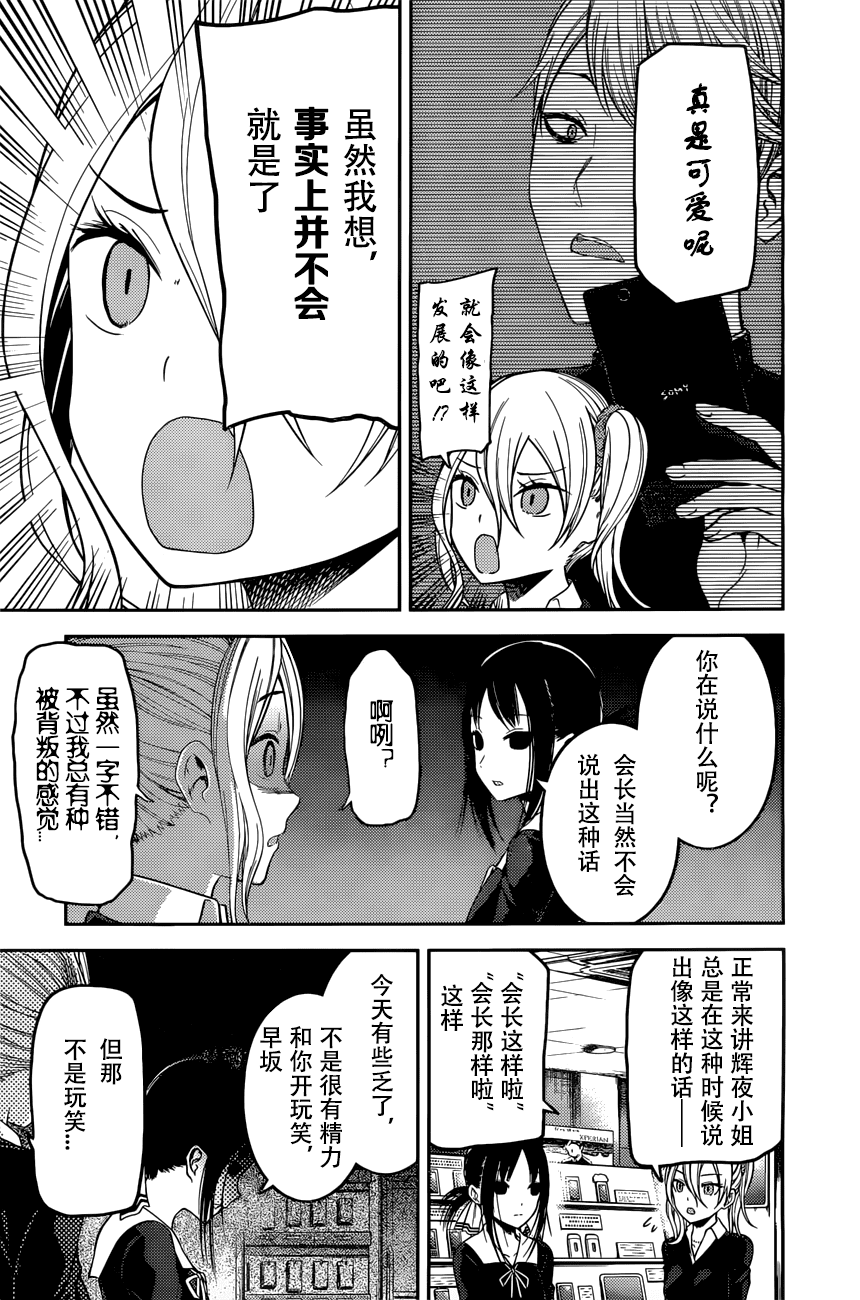 真是可爱呢
SONY
就会像这样
发展的吧!?
虽然我想,
事实上并不会
就是了
你在说什么呢?
会长当然不会
说出这种话
啊咧?
虽然一字不错,
不过我总有种
被背叛的感觉…
正常来讲辉夜小姐
总是在这种时候说
出像这样的话——
“会长这样啦”
“会长那样啦”
这样
XPERIAN
今天有些乏了,
不是很有精力
和你开玩笑,
早坂
但那
不是玩笑…